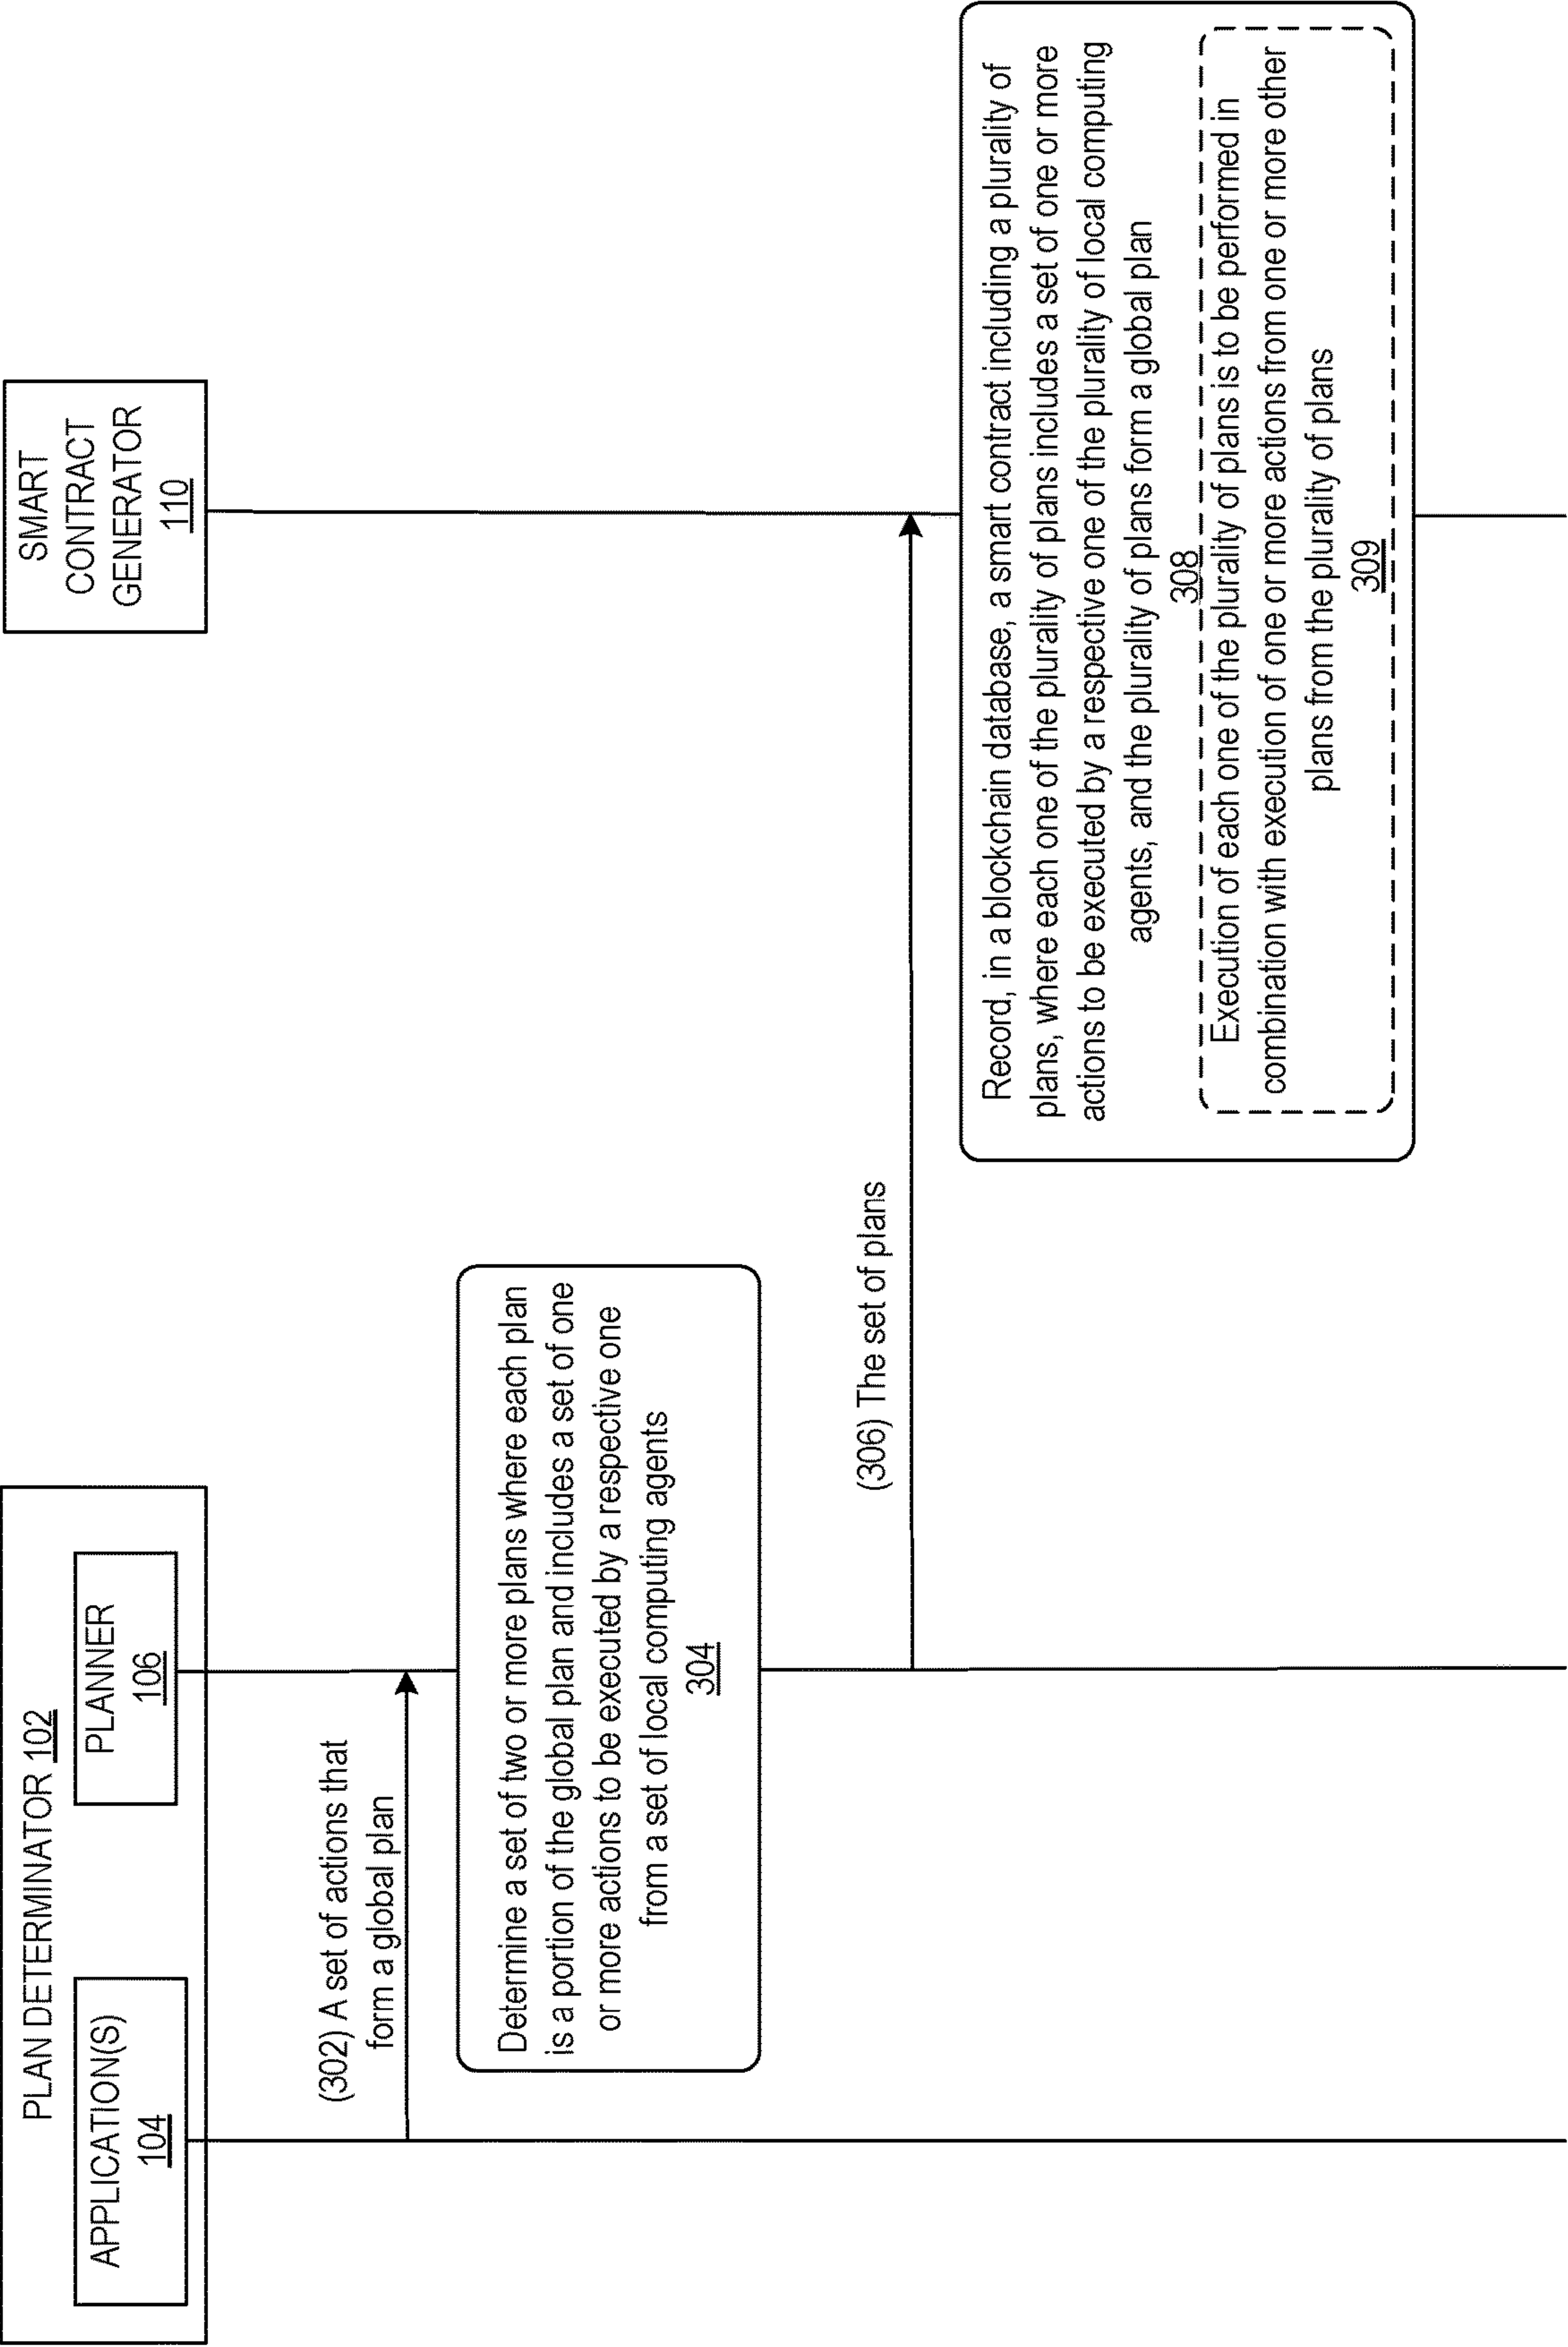 PLAN DETERMINATOR 102
APPLICATION(S)
104
PLANNER
106
SMART
CONTRACT
GENERATOR
110
(302) A set of actions that
form a global plan
Determine a set of two or more plans where each plan
is a portion of the global plan and includes a set of one
or more actions to be executed by a respective one
from a set of local computing agents
304
(306) The set of plans
Record, in a blockchain database, a smart contract including a plurality of
plans, where each one of the plurality of plans includes a set of one or more
actions to be executed by a respective one of the plurality of local computing
agents, and the plurality of plans form a global plan
308
Execution of each one of the plurality of plans is to be performed in
combination with execution of one or more actions from one or more other
plans from the plurality of plans
309